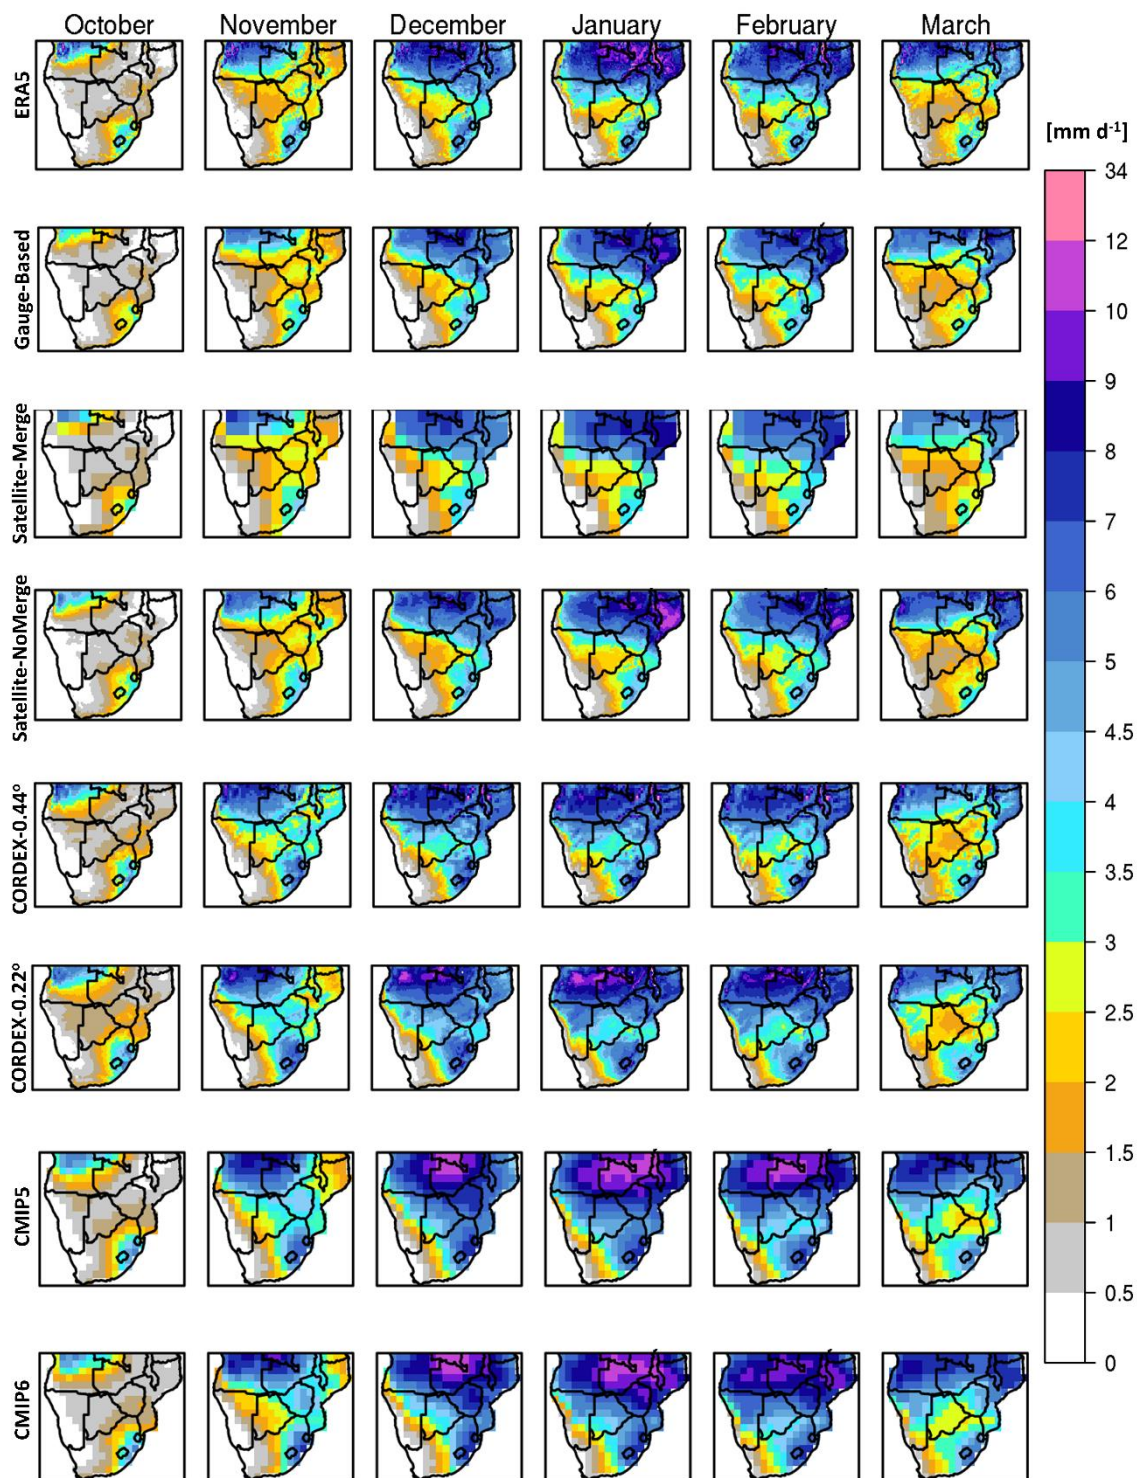 October November December January February March
ERA5
[mm d-1]
34
Gauge-Based
12
10
9
Satellite-Merge
8
7
Satellite-NoMerge
6
5
4.5
CORDEX-0.44º
4
3.5
3
CORDEX-0.22º
2.5
2
1.5
CMIP5
1
0.5
0
CMIP6